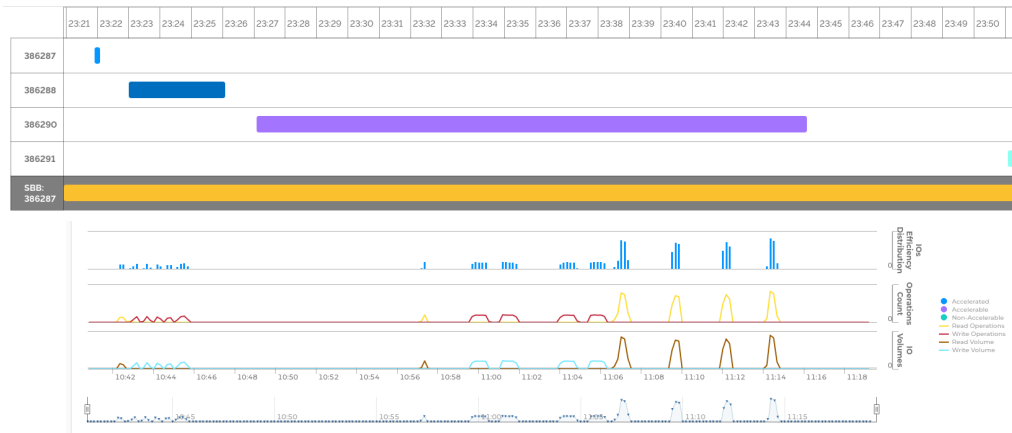 23:21 23:22 23:23 23:24 23:25 23:26 23:27 23:28 23:29 23:30 23:31 23:32 23:33 23:34 23:35 23:36 23:37 23:38 23:39 23:40 23:41 23:42 23:43 23:44 23:45 23:46 23:47 23:48 23:49 23:50
386287
386288
386290
386291
SBB:
386287
IOs
Efficiency
Distribution
0
Operations
Count
0
IO
Volumes
0
Accelerated
Accelerable
Non Accelerable
Read Operations
Write Operations
Read Volume
Write Volume
10:42 10:44 10:46 10:48 10:50 10:52 10:54 10:56 10:58 11:00 11:02 11:04 11:06 11:08 11:10 11:12 11:14 11:16 11:18
10:45 10:50 10:55 11:00 11:05 11:10 11:15